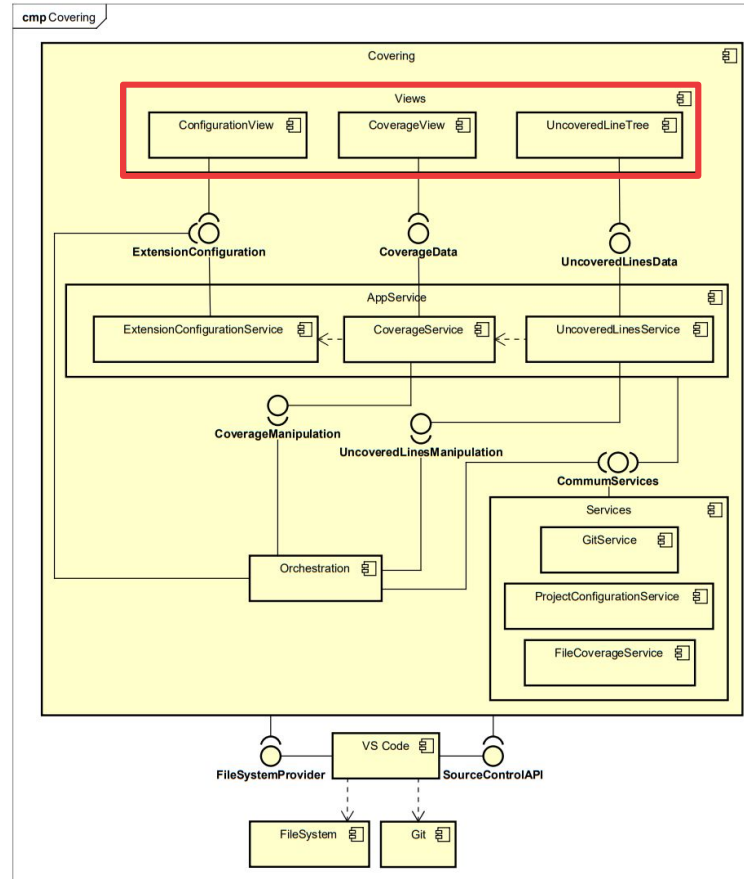 cmp Covering
Covering
Views
ConfigurationView
CoverageView
UncoveredLineTree
ExtensionConfiguration
CoverageData
UncoveredLinesData
AppService
ExtensionConfigurationService
CoverageService
UncoveredLinesService
CoverageManipulation
UncoveredLinesManipulation
CommumServices
Services
GitService
Orchestration
ProjectConfigurationService
FileCoverageService
VS Code
FileSystemProvider
SourceControlAPI
FileSystem
Git